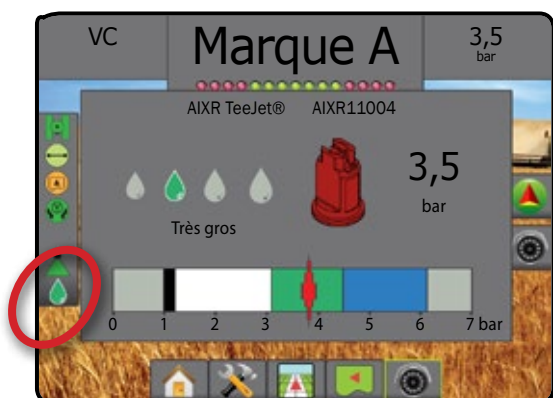 VC
Marque A
3,5
bar
AIXR TeeJet® AIXR11004
3,5
bar
Très gros
0 1 2 3 4 5 6 7 bar